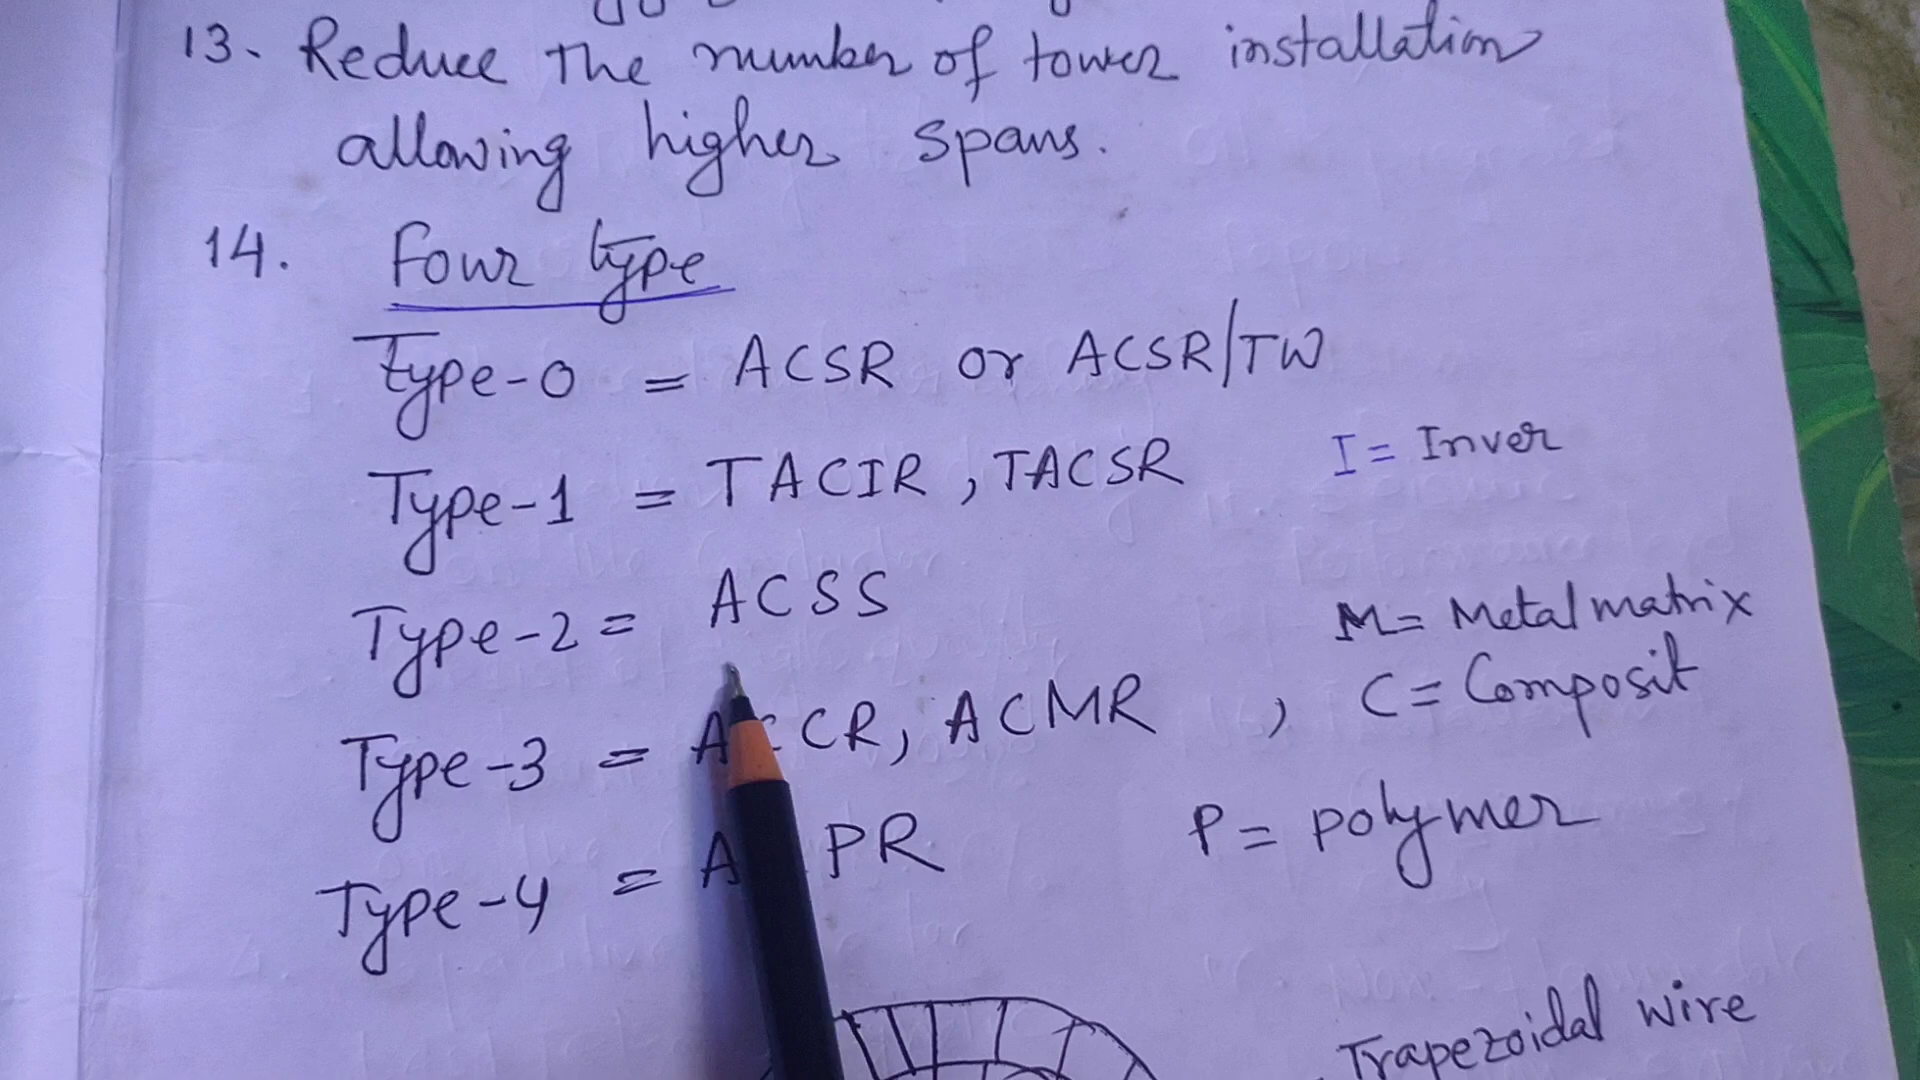 13. Reduce The number of tower installation
allowing higher spans.
14. Four type
Type-0 = ACSR or ACSR/TW
Type-1 = TACIR, TACSR I = Inver
Type-2 = ACSS
M = Metal matrix
Type-3 = ACCR, ACMR , C = Composit
Type-4 = A PR P = polymer
Trapezoidal wire